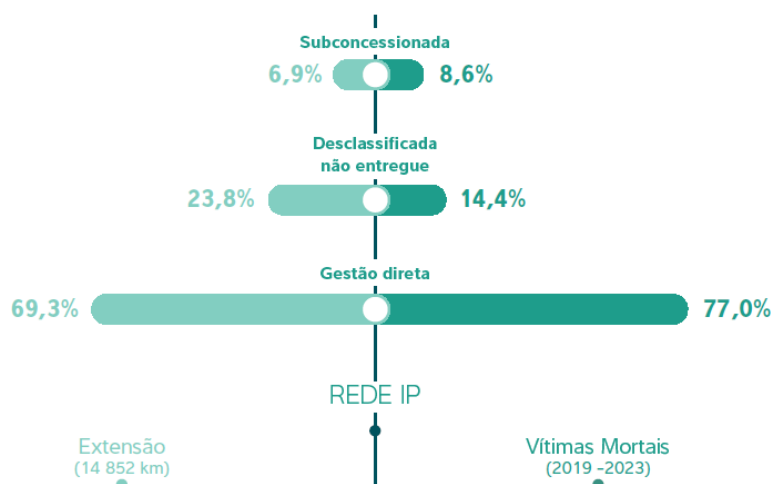 Subconcessionada
6,9% 8,6%
Desclassificada
não entregue
23,8% 14,4%
Gestão direta
69,3% 77,0%
REDE IP
Extensão Vítimas Mortais
(14 852 km) (2019 -2023)